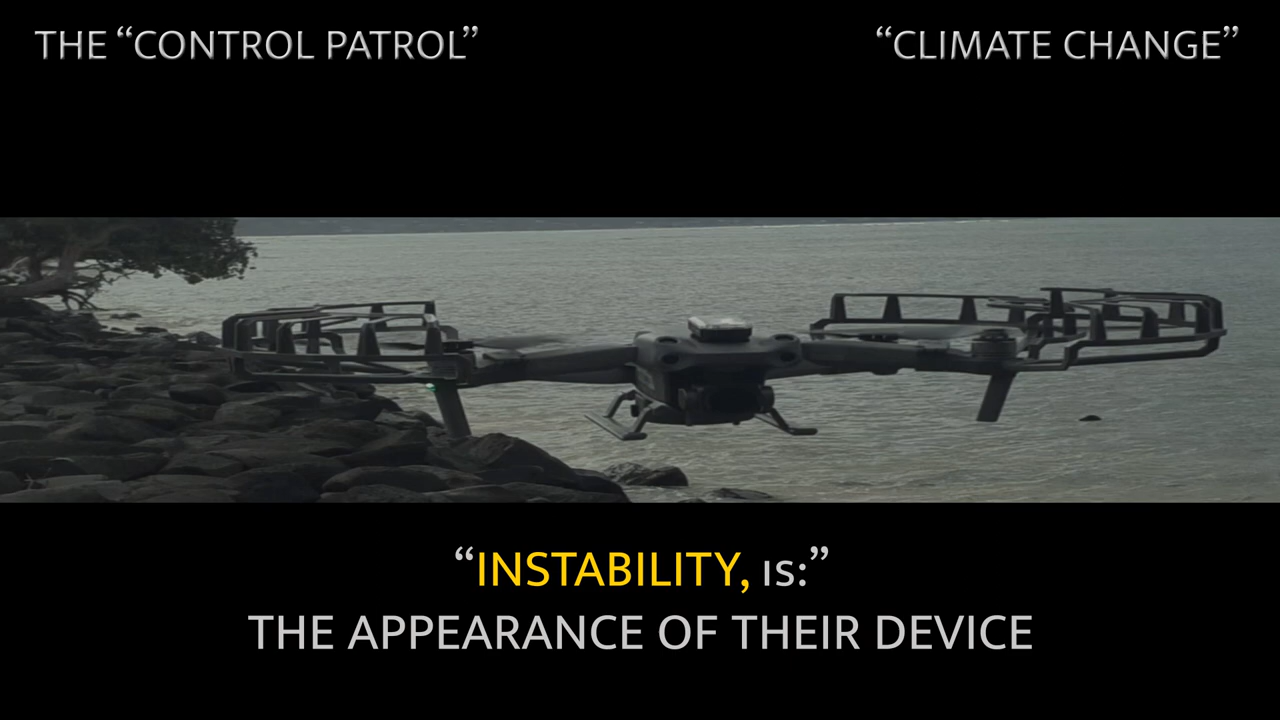 THE “CONTROL PATROL”
“CLIMATE CHANGE”
“INSTABILITY, IS:”
THE APPEARANCE OF THEIR DEVICE